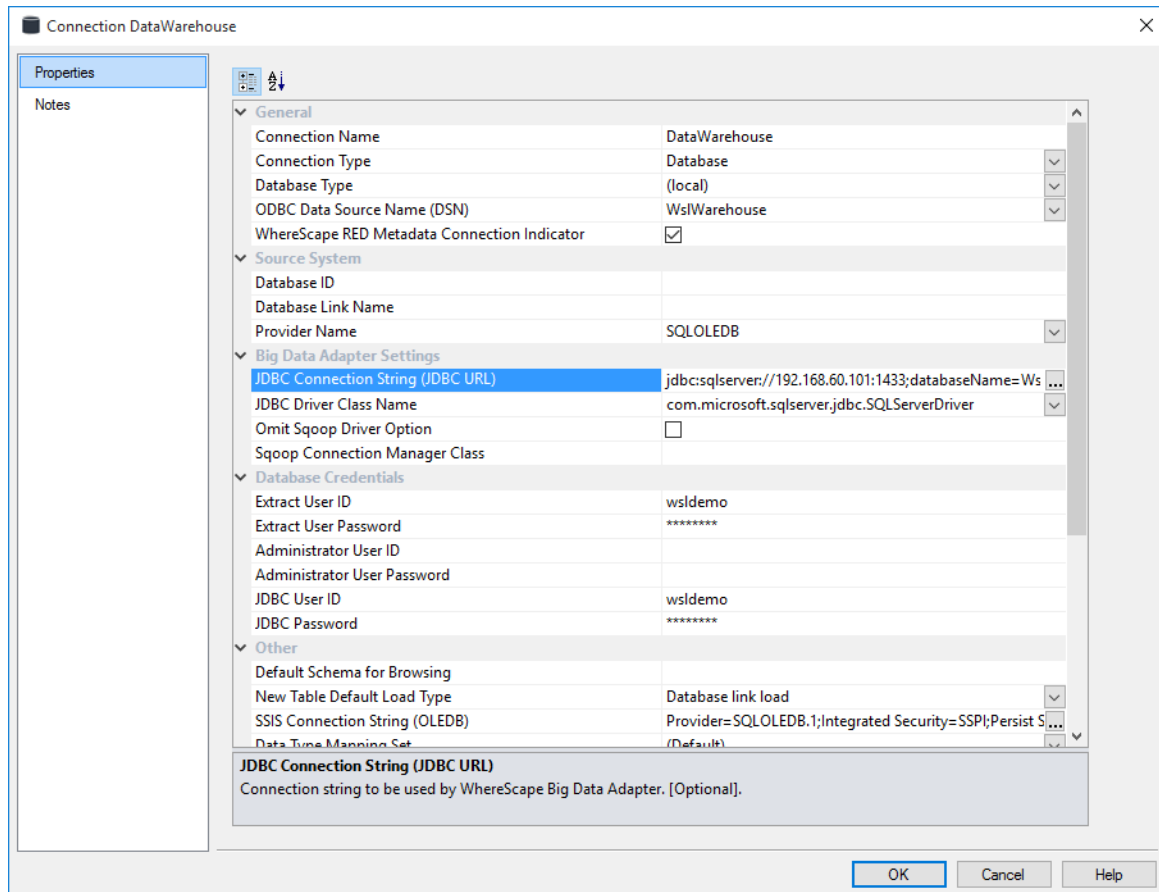 Connection DataWarehouse
Properties
Notes
General
Connection Name DataWarehouse
Connection Type Database
Database Type (local)
ODBC Data Source Name (DSN) WslWarehouse
WhereScape RED Metadata Connection Indicator
Source System
Database ID
Database Link Name
Provider Name SQLOLEDB
Big Data Adapter Settings
JDBC Connection String (JDBC URL) jdbc:sqlserver://192.168.60.101:1433;databaseName=Ws ...
JDBC Driver Class Name com.microsoft.sqlserver.jdbc.SQLServerDriver
Omit Sqoop Driver Option
Sqoop Connection Manager Class
Database Credentials
Extract User ID wsldemo
Extract User Password ********
Administrator User ID
Administrator User Password
JDBC User ID wsldemo
JDBC Password ********
Other
Default Schema for Browsing
New Table Default Load Type Database link load
SSIS Connection String (OLEDB) Provider=SQLOLEDB.1;Integrated Security=SSPI;Persist S ...
Data Type Mapping Set (Default)
JDBC Connection String (JDBC URL)
Connection string to be used by WhereScape Big Data Adapter. [Optional].
OK Cancel Help